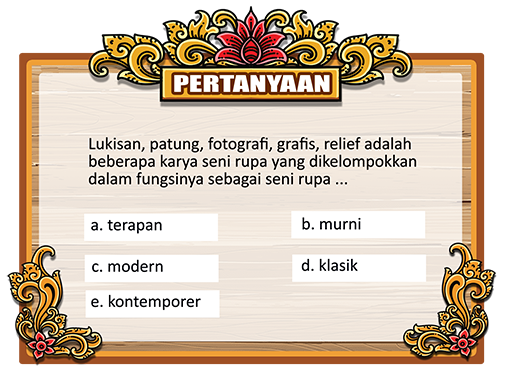 PERTANYAAN
Lukisan, patung, fotografi, grafis, relief adalah
beberapa karya seni rupa yang dikelompokkan
dalam fungsinya sebagai seni rupa ...
a. terapan
b. murni
c. modern
d. klasik
e. kontemporer